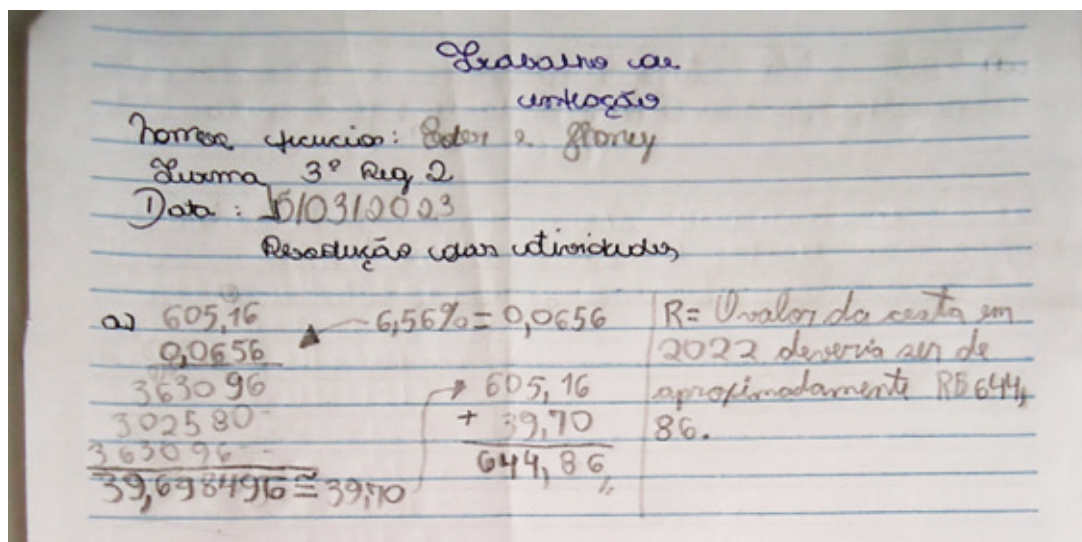 Trabalho de
Nomes : Eder e
Turma 3º Reg 2
Data : 15/03/2023
Resolução das atividades
a) 605,16
0,0656
363096
302580-
363096--
39,698496 ≅ 39,70
6,56% = 0,0656
605,16
+ 39,70
644,86
R= O valor da cesta em
2022 deveria ser de
aproximadamente R$ 644,
86.